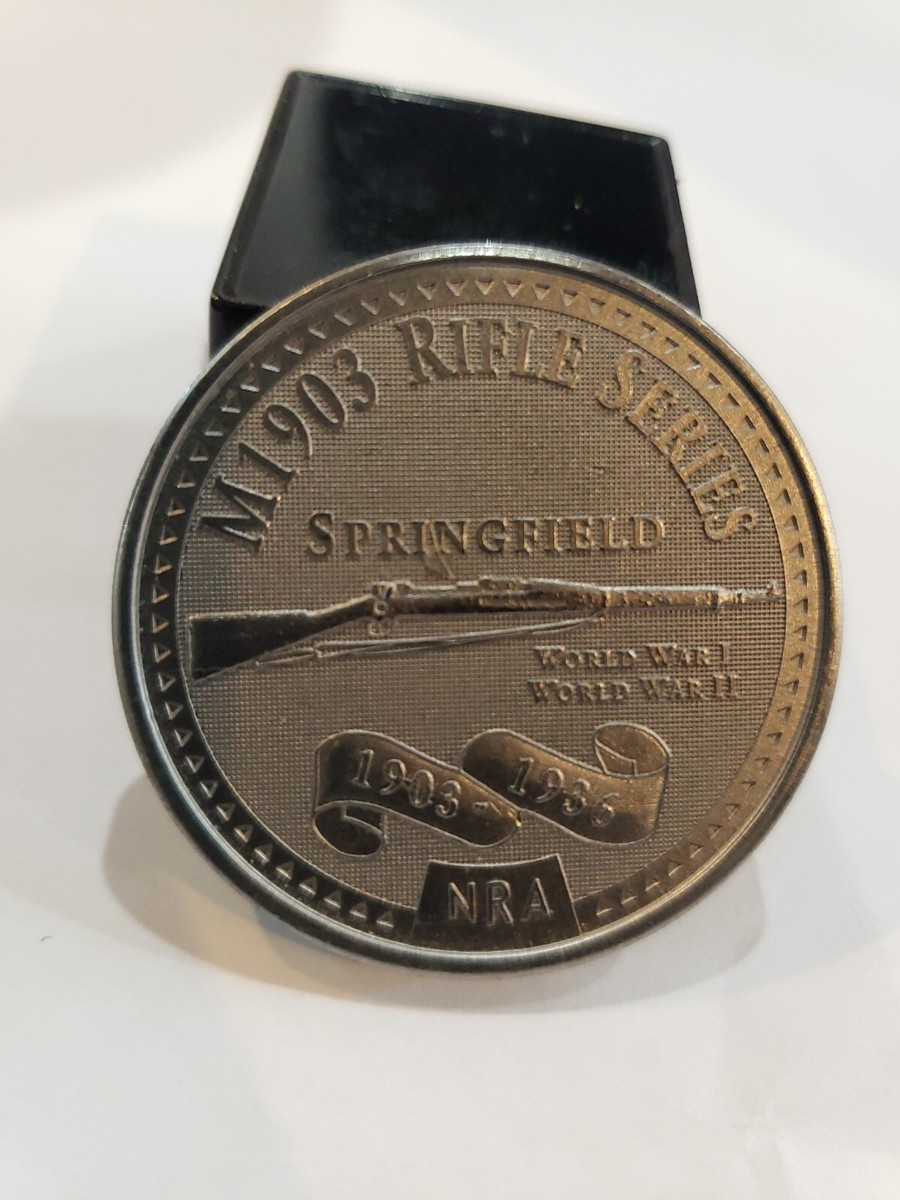 M1903 RIFLE SERIES
SPRINGFIELD
WORLD WAR I
WORLD WAR II
1903-1936
NRA